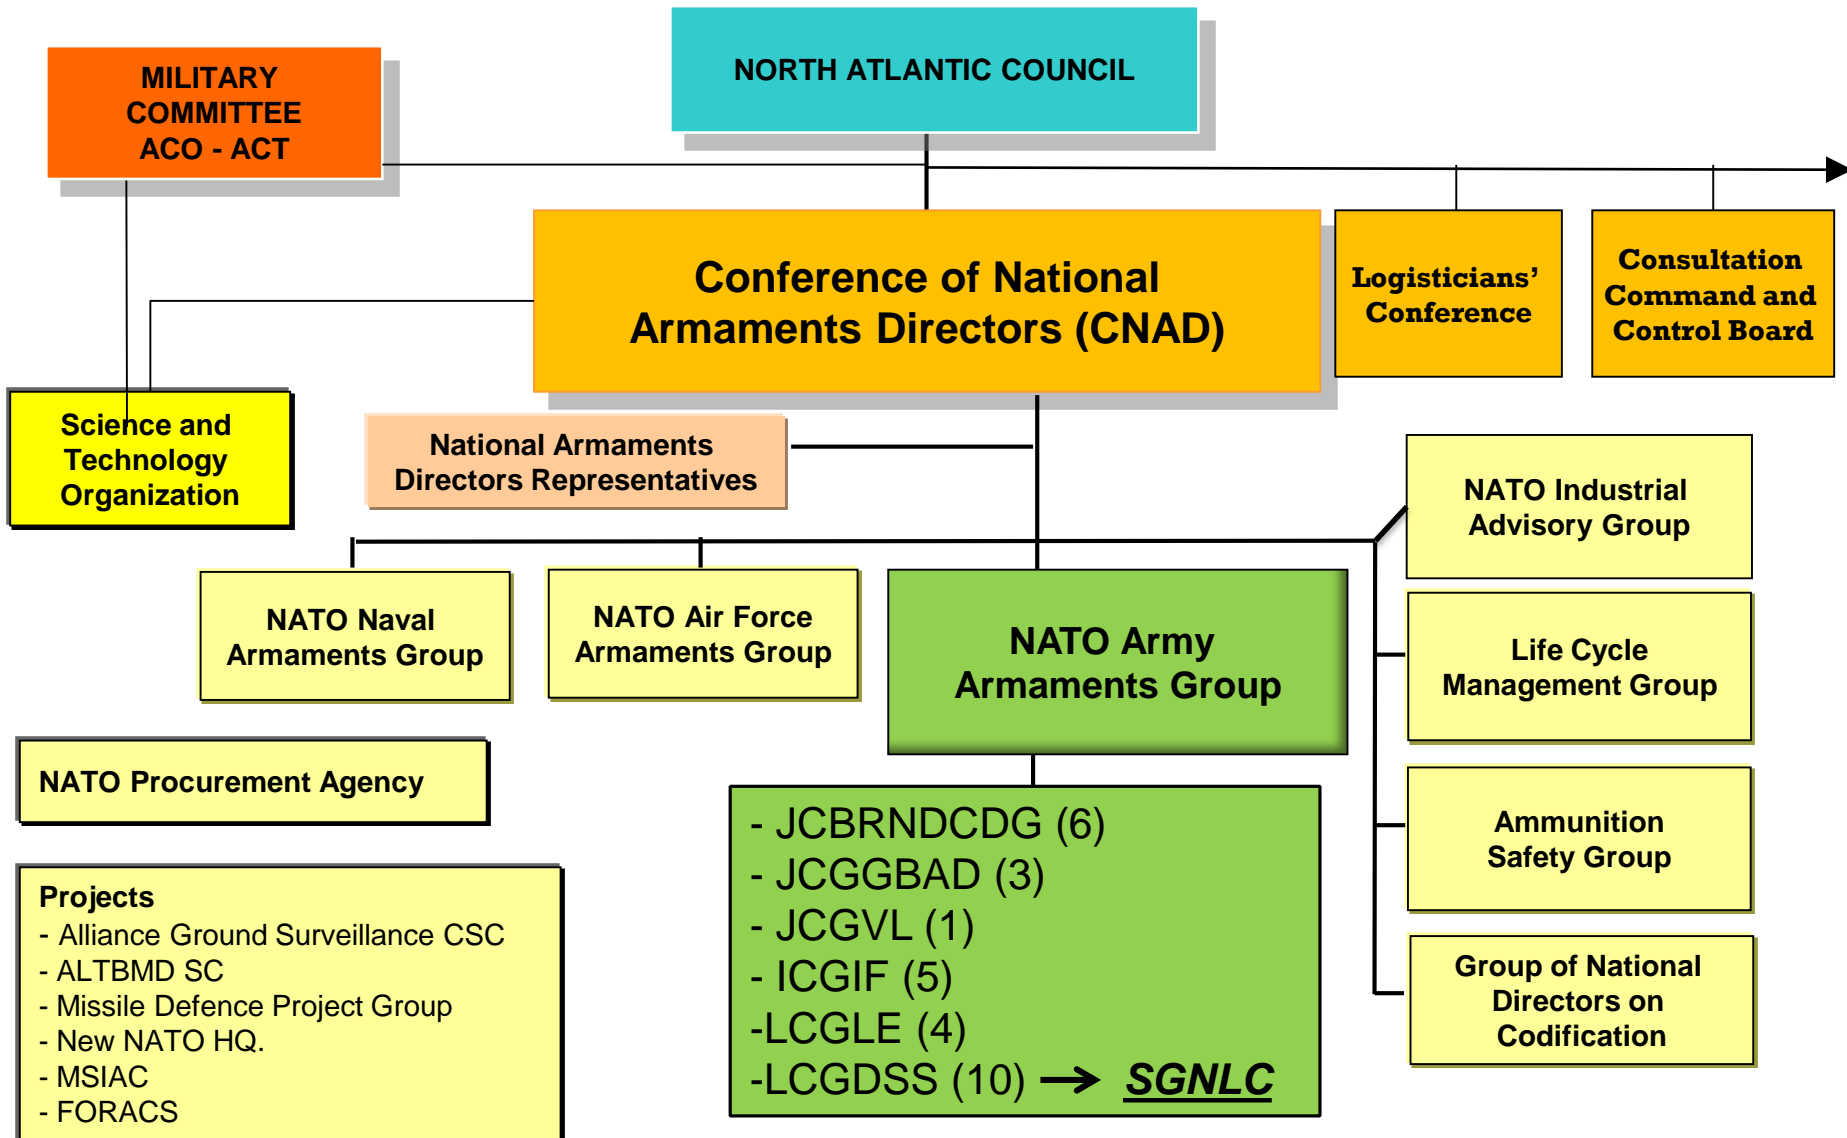 MILITARY
COMMITTEE
ACO - ACT
NORTH ATLANTIC COUNCIL
Conference of National
Armaments Directors (CNAD)
Logisticians’
Conference
Consultation
Command and
Control Board
Science and
Technology
Organization
National Armaments
Directors Representatives
NATO Industrial
Advisory Group
NATO Naval
Armaments Group
NATO Air Force
Armaments Group
NATO Army
Armaments Group
Life Cycle
Management Group
NATO Procurement Agency
Ammunition
Safety Group
Projects
- Alliance Ground Surveillance CSC
- ALTBMD SC
- Missile Defence Project Group
- New NATO HQ.
- MSIAC
- FORACS
- JCBRNDCDG (6)
- JCGGBAD (3)
- JCGVL (1)
- ICGIF (5)
-LCGLE (4)
-LCGDSS (10) → SGNLC
Group of National
Directors on
Codification